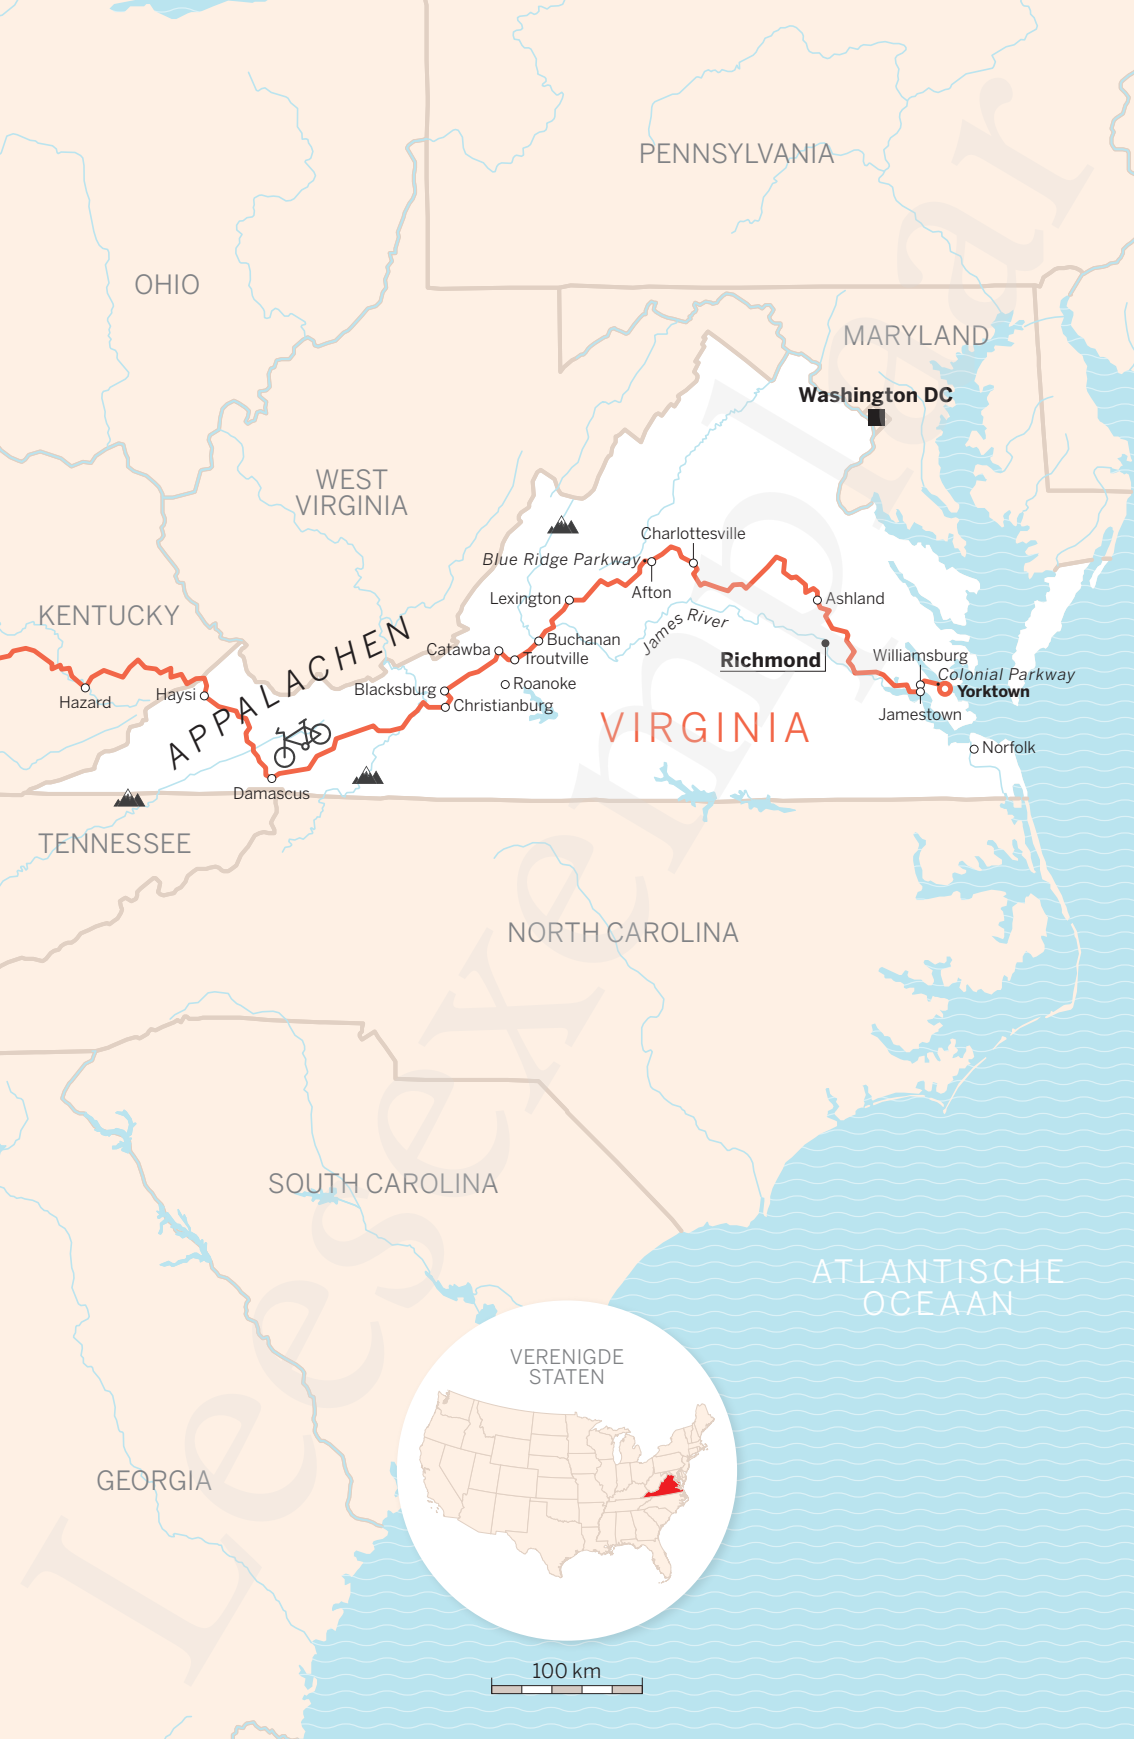 PENNSYLVANIA
OHIO
MARYLAND
Washington DC
WEST
VIRGINIA
Charlottesville
Blue Ridge Parkway
Afton
Lexington
Ashland
KENTUCKY
James River
APPALACHEN
Buchanan
Catawba
Troutville
Richmond
Williamsburg
Colonial Parkway
Roanoke
Blacksburg
Yorktown
Haysi
Hazard
Christianburg
Jamestown
VIRGINIA
Norfolk
Damascus
TENNESSEE
NORTH CAROLINA
SOUTH CAROLINA
ATLANTISCHE
OCEAAN
VERENIGDE
STATEN
GEORGIA
100 km
Leesexemplaar